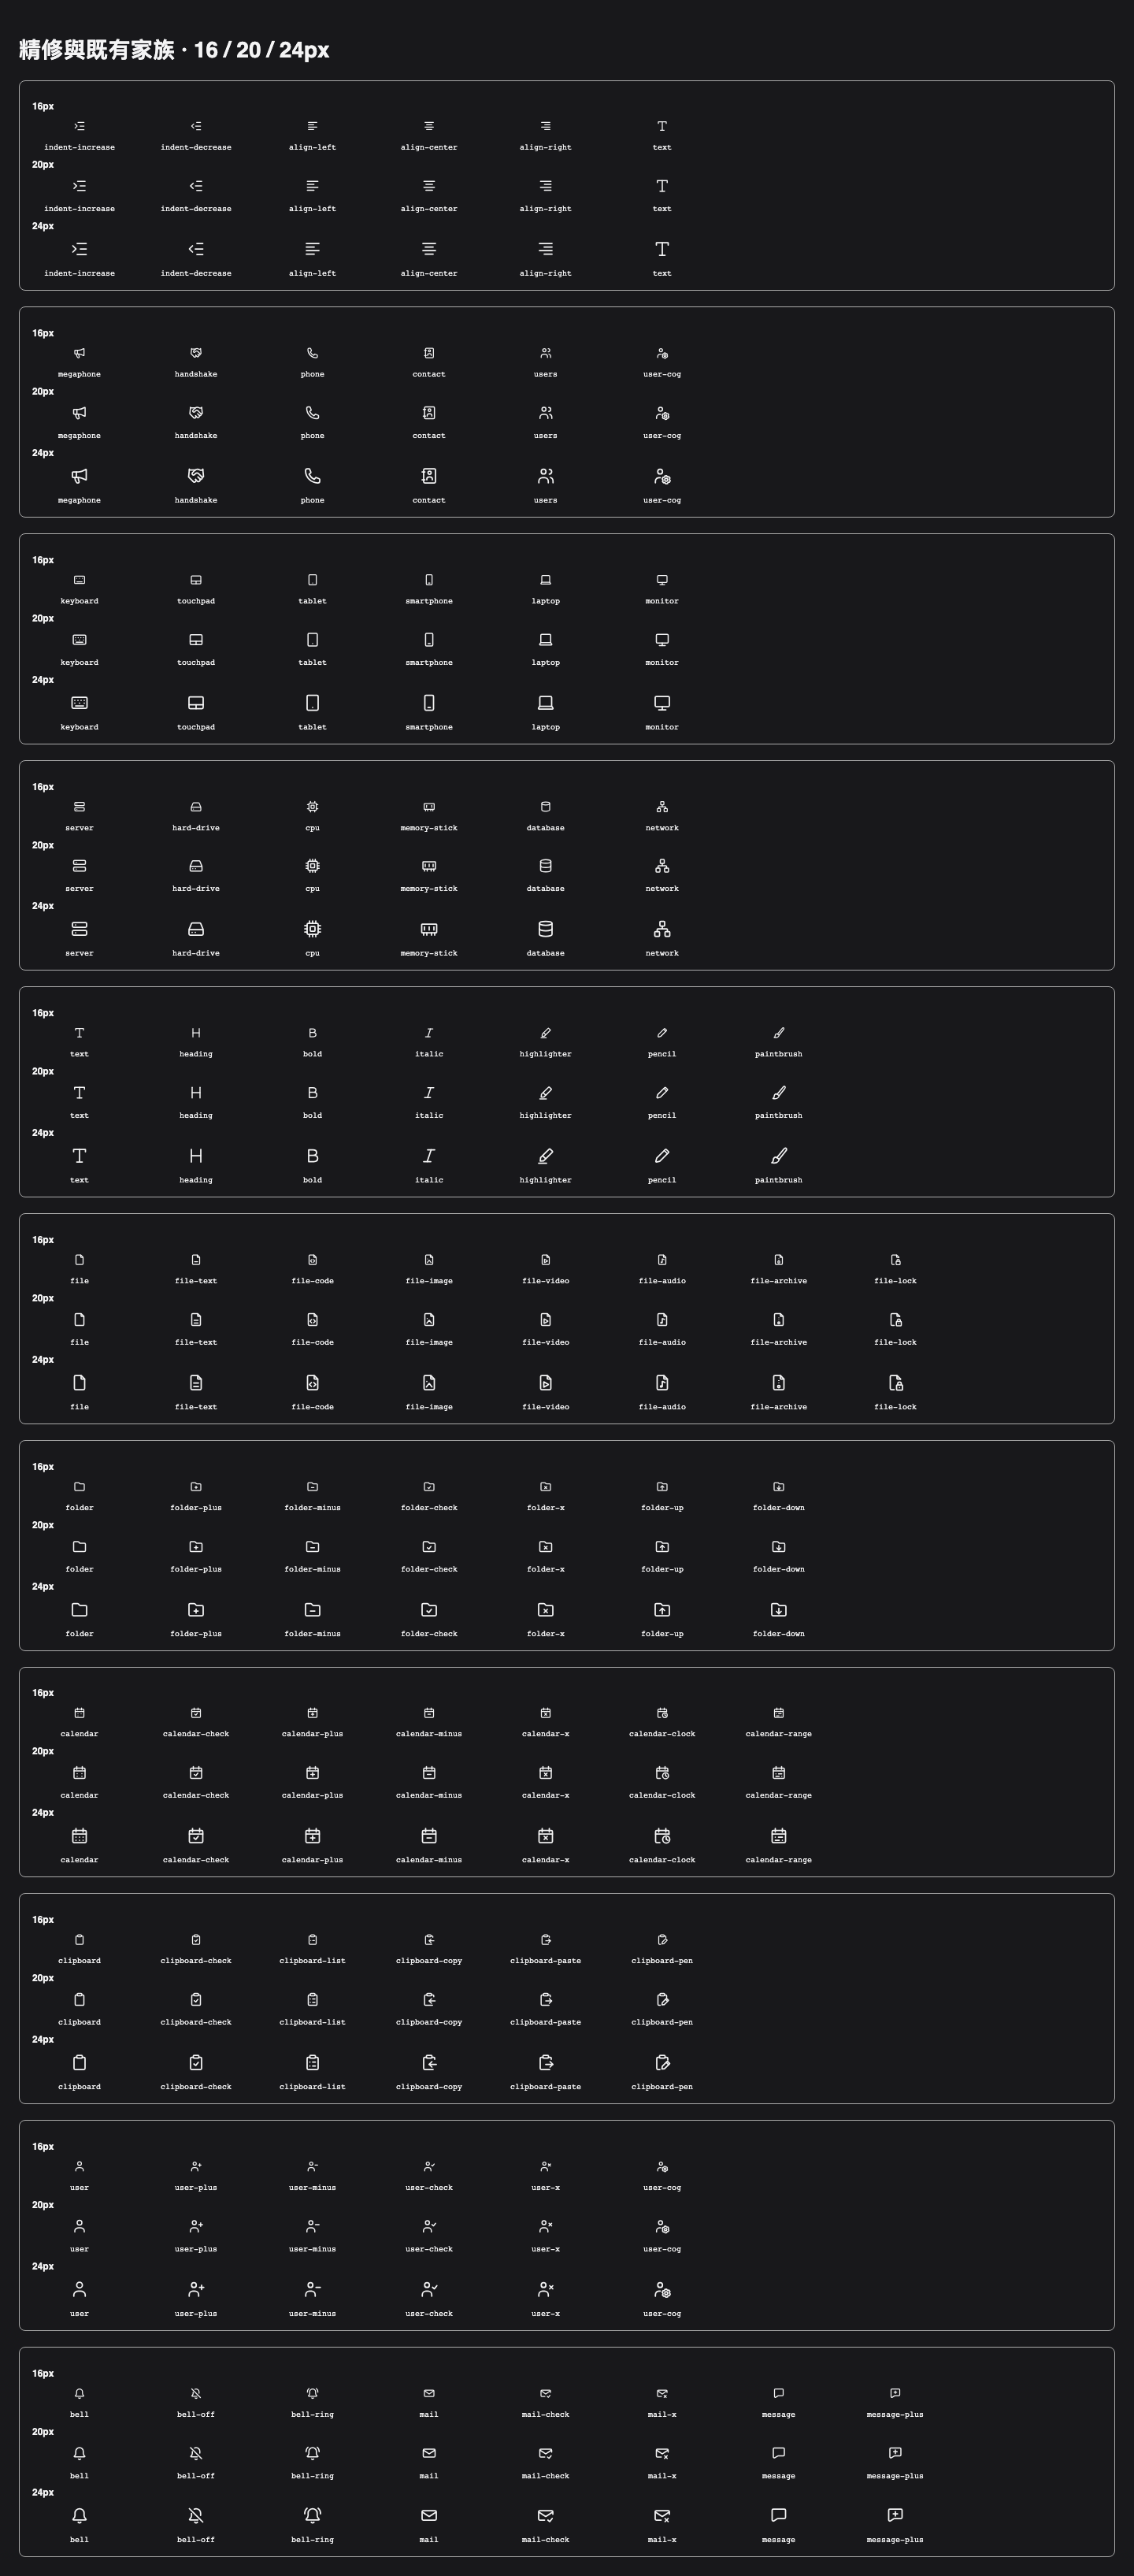 精修與既有家族 · 16 / 20 / 24px
16px
indent-increase indent-decrease align-left align-center align-right text
20px
indent-increase indent-decrease align-left align-center align-right text
24px
indent-increase indent-decrease align-left align-center align-right text
16px
megaphone handshake phone contact users user-cog
20px
megaphone handshake phone contact users user-cog
24px
megaphone handshake phone contact users user-cog
16px
keyboard touchpad tablet smartphone laptop monitor
20px
keyboard touchpad tablet smartphone laptop monitor
24px
keyboard touchpad tablet smartphone laptop monitor
16px
server hard-drive cpu memory-stick database network
20px
server hard-drive cpu memory-stick database network
24px
server hard-drive cpu memory-stick database network
16px
text heading bold italic highlighter pencil paintbrush
20px
text heading bold italic highlighter pencil paintbrush
24px
text heading bold italic highlighter pencil paintbrush
16px
file file-text file-code file-image file-video file-audio file-archive file-lock
20px
file file-text file-code file-image file-video file-audio file-archive file-lock
24px
file file-text file-code file-image file-video file-audio file-archive file-lock
16px
folder folder-plus folder-minus folder-check folder-x folder-up folder-down
20px
folder folder-plus folder-minus folder-check folder-x folder-up folder-down
24px
folder folder-plus folder-minus folder-check folder-x folder-up folder-down
16px
calendar calendar-check calendar-plus calendar-minus calendar-x calendar-clock calendar-range
20px
calendar calendar-check calendar-plus calendar-minus calendar-x calendar-clock calendar-range
24px
calendar calendar-check calendar-plus calendar-minus calendar-x calendar-clock calendar-range
16px
clipboard clipboard-check clipboard-list clipboard-copy clipboard-paste clipboard-pen
20px
clipboard clipboard-check clipboard-list clipboard-copy clipboard-paste clipboard-pen
24px
clipboard clipboard-check clipboard-list clipboard-copy clipboard-paste clipboard-pen
16px
user user-plus user-minus user-check user-x user-cog
20px
user user-plus user-minus user-check user-x user-cog
24px
user user-plus user-minus user-check user-x user-cog
16px
bell bell-off bell-ring mail mail-check mail-x message message-plus
20px
bell bell-off bell-ring mail mail-check mail-x message message-plus
24px
bell bell-off bell-ring mail mail-check mail-x message message-plus